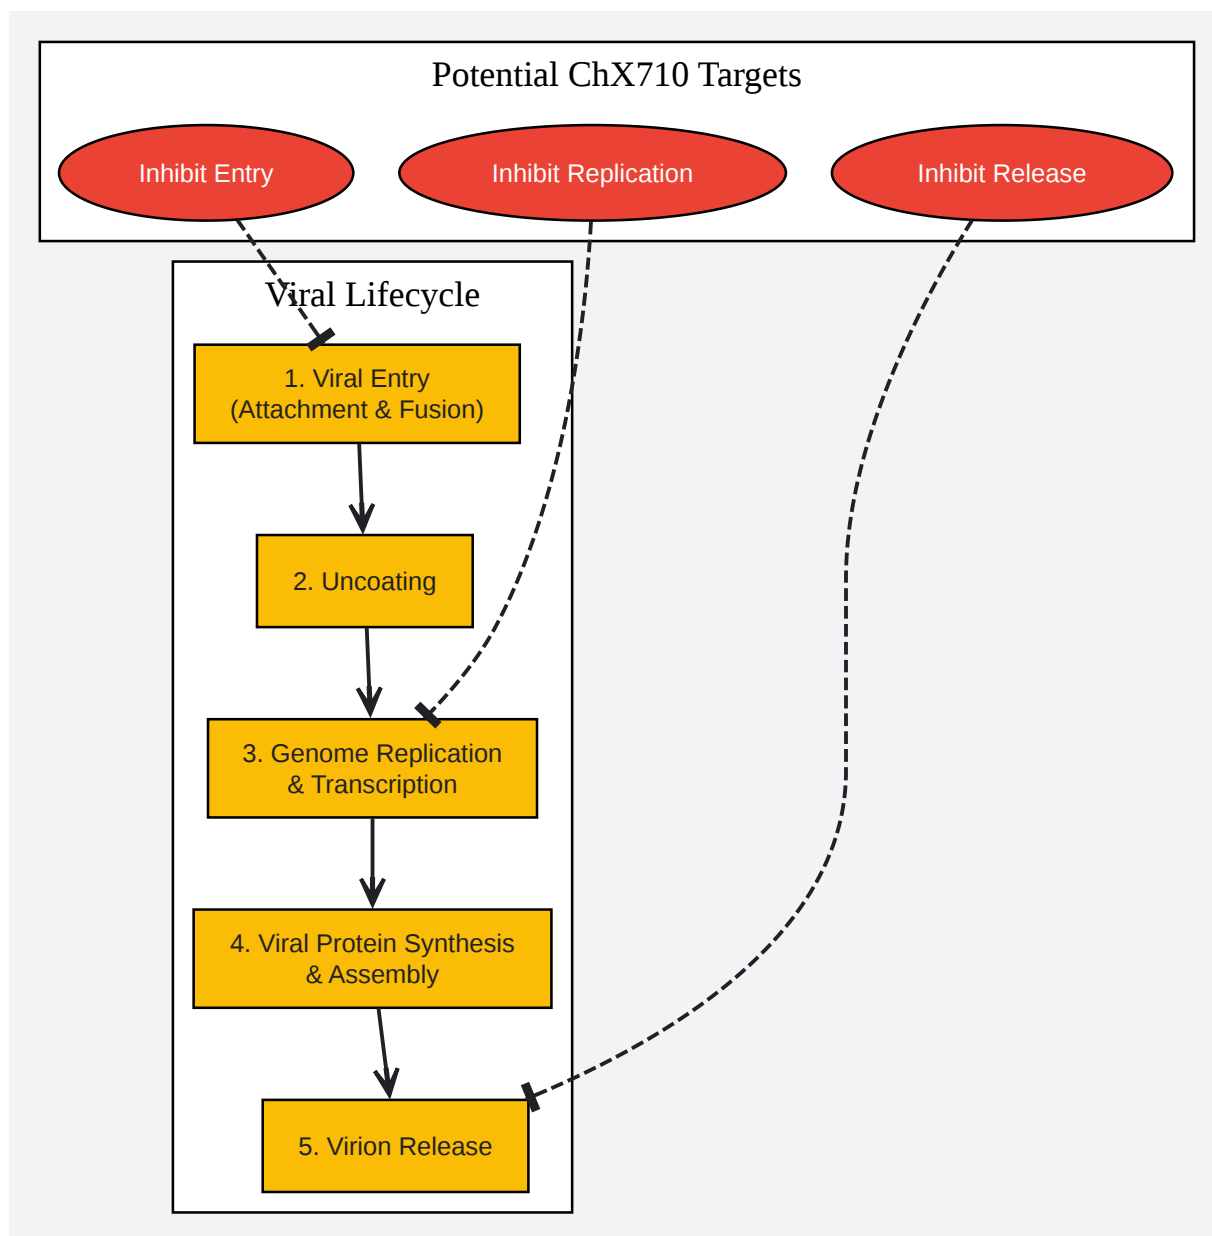 Potential ChX710 Targets
Inhibit Entry
Inhibit Replication
Inhibit Release
Viral Lifecycle
1. Viral Entry
(Attachment & Fusion)
2. Uncoating
3. Genome Replication
& Transcription
4. Viral Protein Synthesis
& Assembly
5. Virion Release